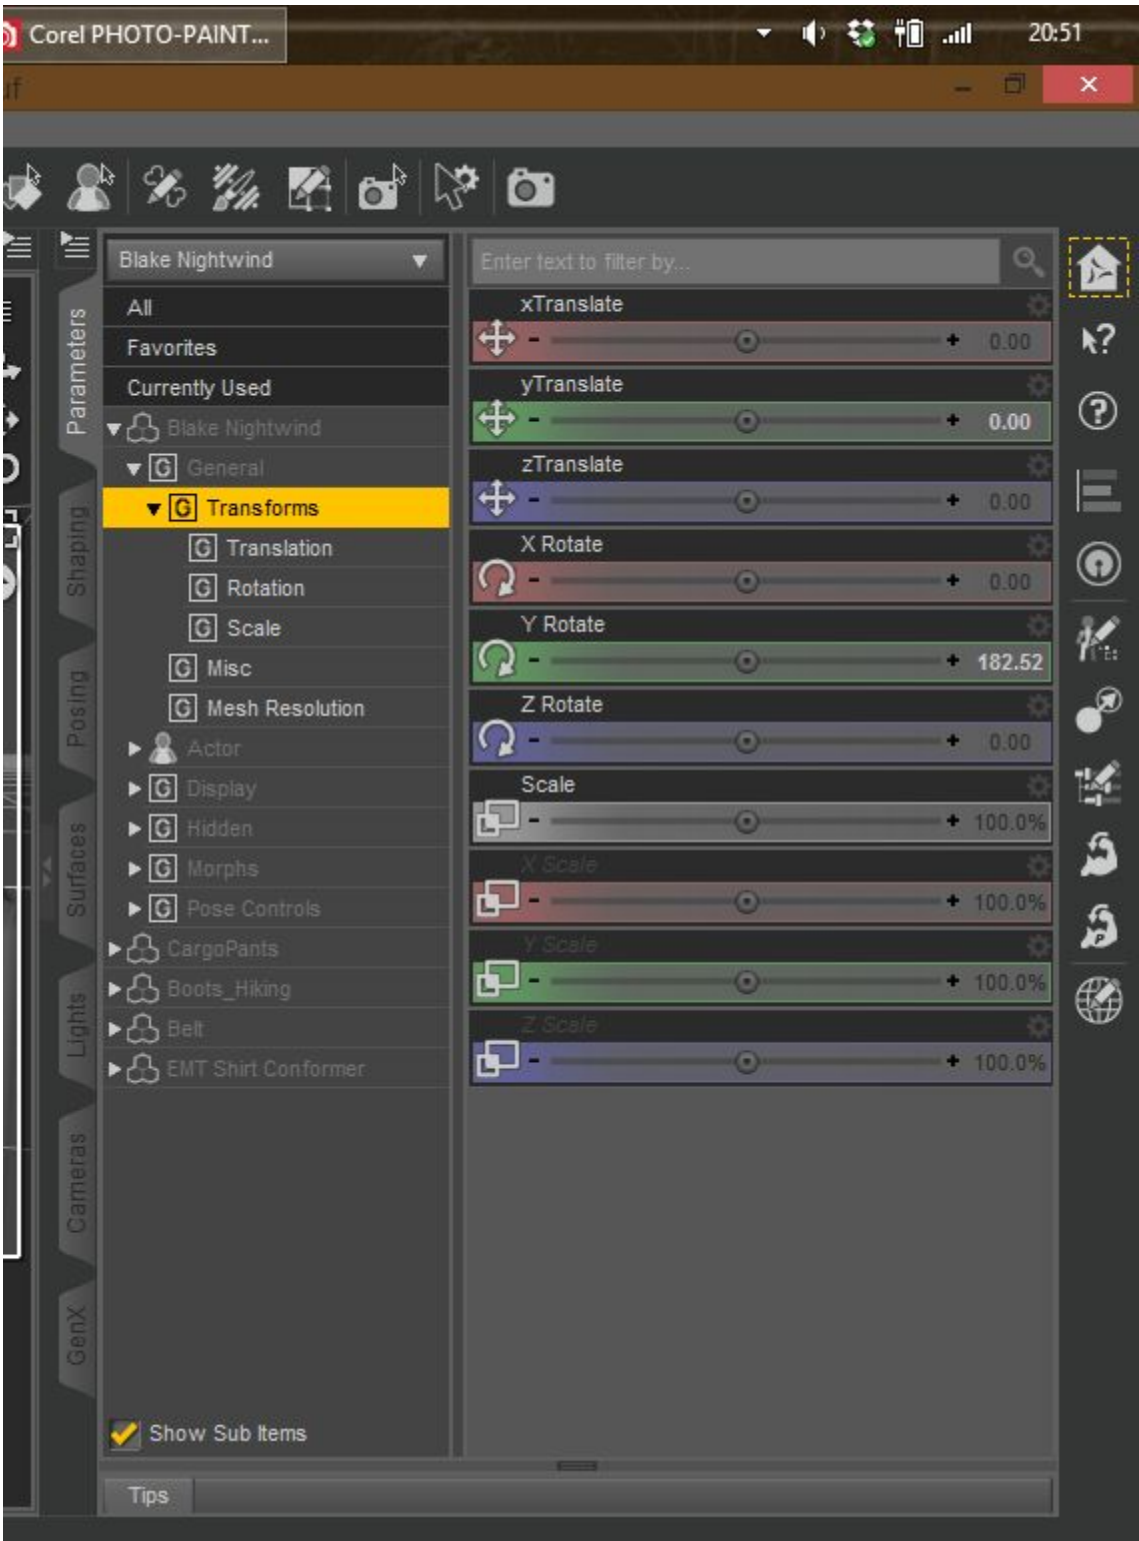 Corel PHOTO-PAINT...
20:51
uf
Blake Nightwind
Enter text to filter by...
All
Favorites
Currently Used
Blake Nightwind
General
Transforms
Translation
Rotation
Scale
Misc
Mesh Resolution
Actor
Display
Hidden
Morphs
Pose Controls
CargoPants
Boots_Hiking
Belt
EMT Shirt Conformer
Show Sub Items
Tips
xTranslate
- + 0.00
yTranslate
- + 0.00
zTranslate
- + 0.00
X Rotate
- + 0.00
Y Rotate
- + 182.52
Z Rotate
- + 0.00
Scale
- + 100.0%
X Scale
- + 100.0%
Y Scale
- + 100.0%
Z Scale
- + 100.0%
Parameters
Shaping
Posing
Surfaces
Lights
Cameras
GenX